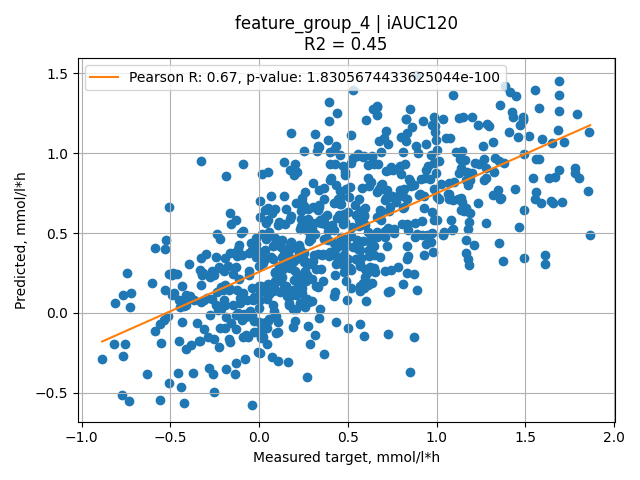 feature_group_4 | iAUC120
R2 = 0.45
Pearson R: 0.67, p-value: 1.8305674433625044e-100
1.5
1.0
0.5
0.0
−0.5
Predicted, mmol/l*h
−1.0
−0.5
0.0
0.5
1.0
1.5
2.0
Measured target, mmol/l*h